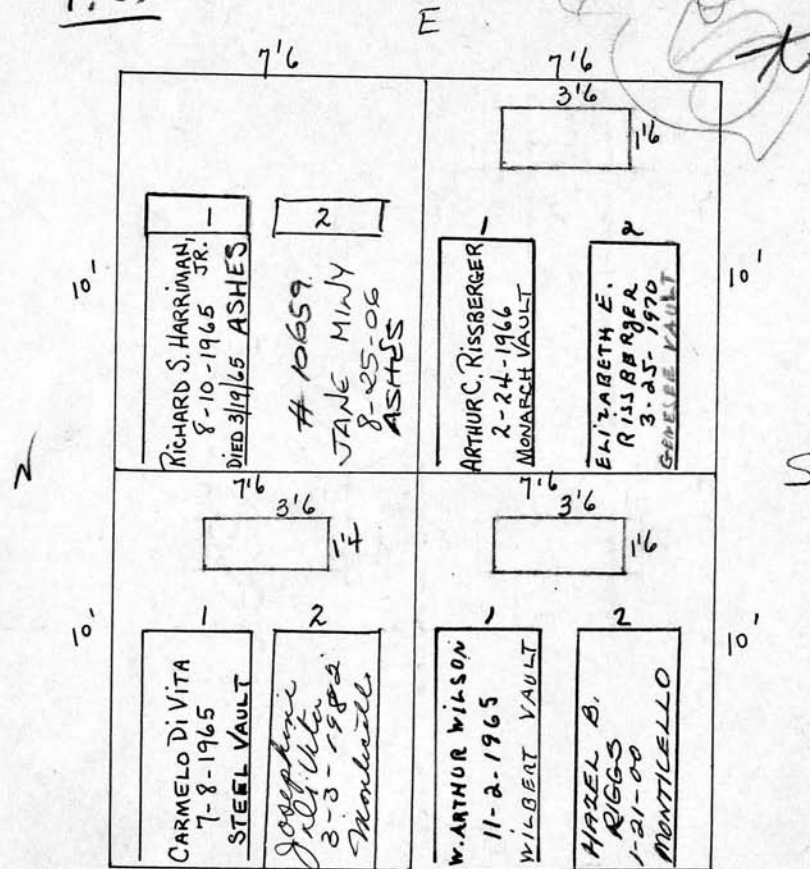 E
7'6
7'6
3'6
1'6
1
RICHARD S. HARRIMAN, JR.
8-10-1965
DIED 3/19/65 ASHES
2
# 10659
JANE MINY
8-25-06
ASHES
1
ARTHUR C. RISSBERGER
2-24-1966
MONARCH VAULT
2
ELIZABETH E.
RISSBERGER
3-25-1970
GENESEE VAULT
10'
10'
N
S
7'6
3'6
1'4
7'6
3'6
1'6
10'
10'
1
CARMELO DIVITA
7-8-1965
STEEL VAULT
2
Josephine
3-3-1982
Monticello
1
W. ARTHUR WILSON
11-2-1965
WILBERT VAULT
2
HAZEL B.
RIGGS
1-21-00
MONTICELLO